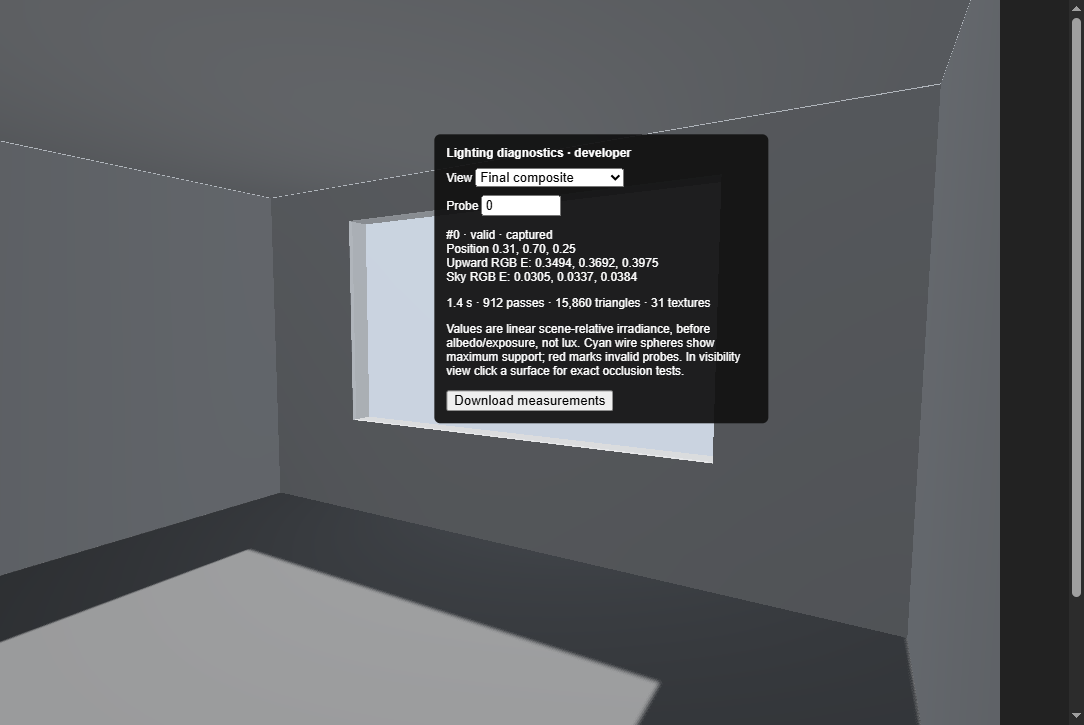 Lighting diagnostics · developer
View Final composite
Probe 0
#0 · valid · captured
Position 0.31, 0.70, 0.25
Upward RGB E: 0.3494, 0.3692, 0.3975
Sky RGB E: 0.0305, 0.0337, 0.0384
1.4 s · 912 passes · 15,860 triangles · 31 textures
Values are linear scene-relative irradiance, before
albedo/exposure, not lux. Cyan wire spheres show
maximum support; red marks invalid probes. In visibility
view click a surface for exact occlusion tests.
Download measurements